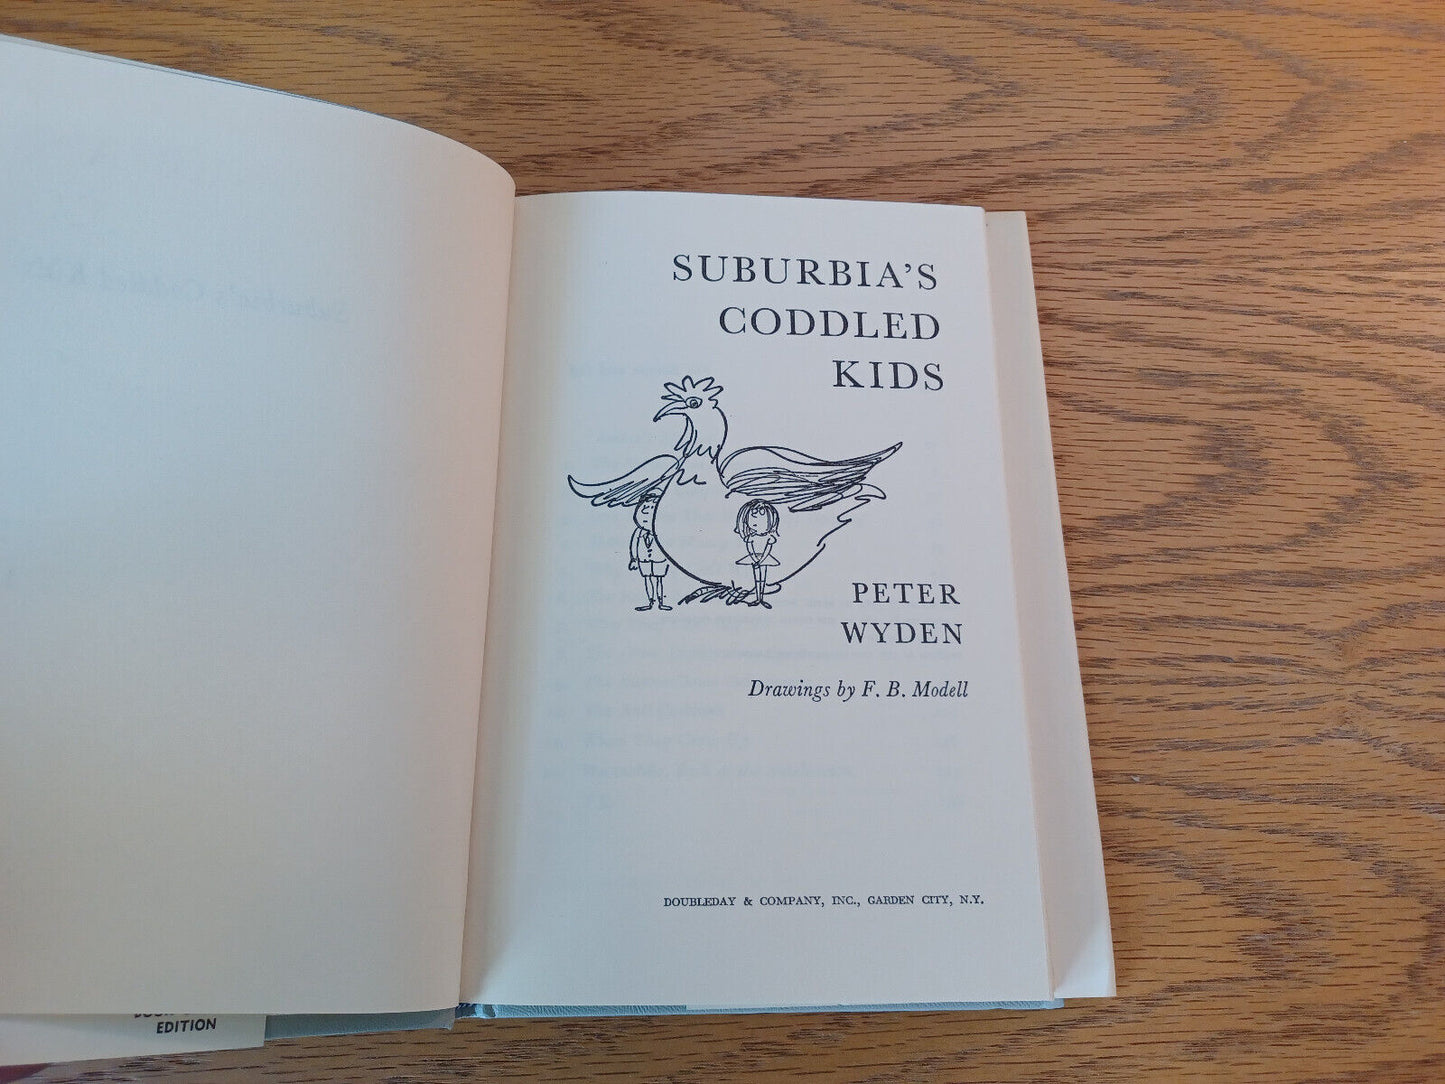 SUBURBIA'S
CODDLED
KIDS
PETER
WYDEN
Drawings by F. B. Modell
DOUBLEDAY & COMPANY, INC., GARDEN CITY, N.Y.
EDITION